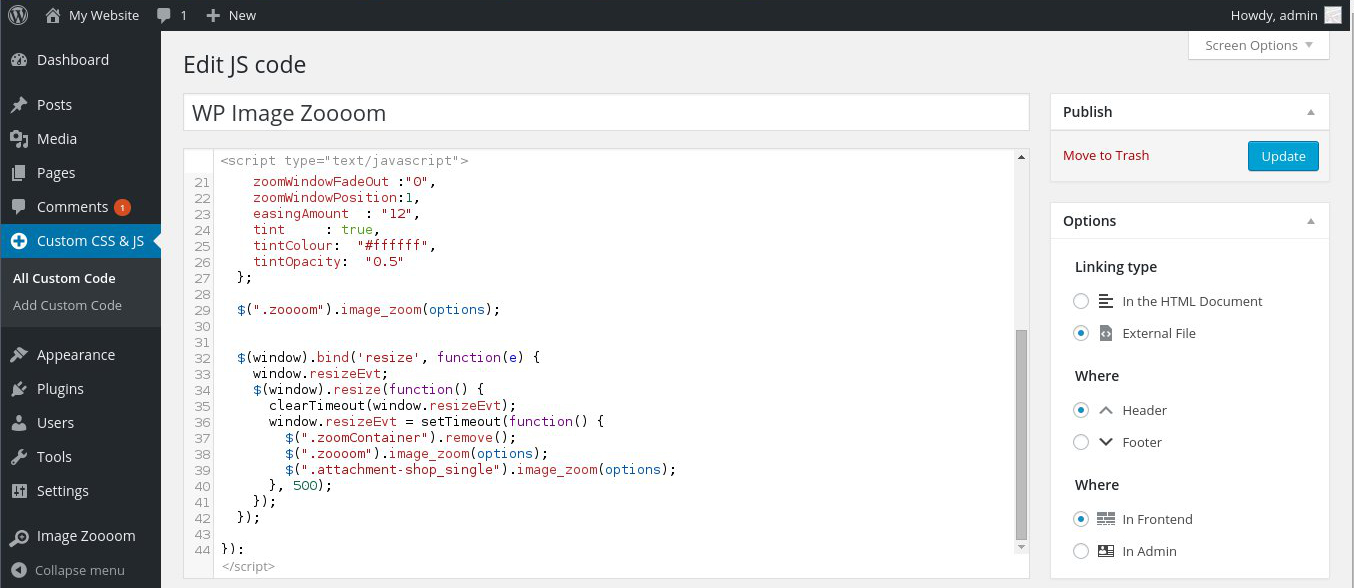 My Website 1 New Howdy, admin
Screen Options
Dashboard
Posts
Media
Pages
Comments 1
Custom CSS & JS
All Custom Code
Add Custom Code
Appearance
Plugins
Users
Tools
Settings
Image Zoooom
Collapse menu
Edit JS code
WP Image Zoooom
<script type="text/javascript">
21 zoomWindowFadeOut :"0",
22 zoomWindowPosition:1,
23 easingAmount : "12",
24 tint : true,
25 tintColour: "#ffffff",
26 tintOpacity: "0.5"
27 };
28
29 $(".zoooom").image_zoom(options);
30
31
32 $(window).bind('resize', function(e) {
33 window.resizeEvt;
34 $(window).resize(function() {
35 clearTimeout(window.resizeEvt);
36 window.resizeEvt = setTimeout(function() {
37 $(".zoomContainer").remove();
38 $(".zoooom").image_zoom(options);
39 $(".attachment-shop_single").image_zoom(options);
40 }, 500);
41 });
42 });
43
44 });
</script>
Publish
Move to Trash Update
Options
Linking type
In the HTML Document
External File
Where
Header
Footer
Where
In Frontend
In Admin